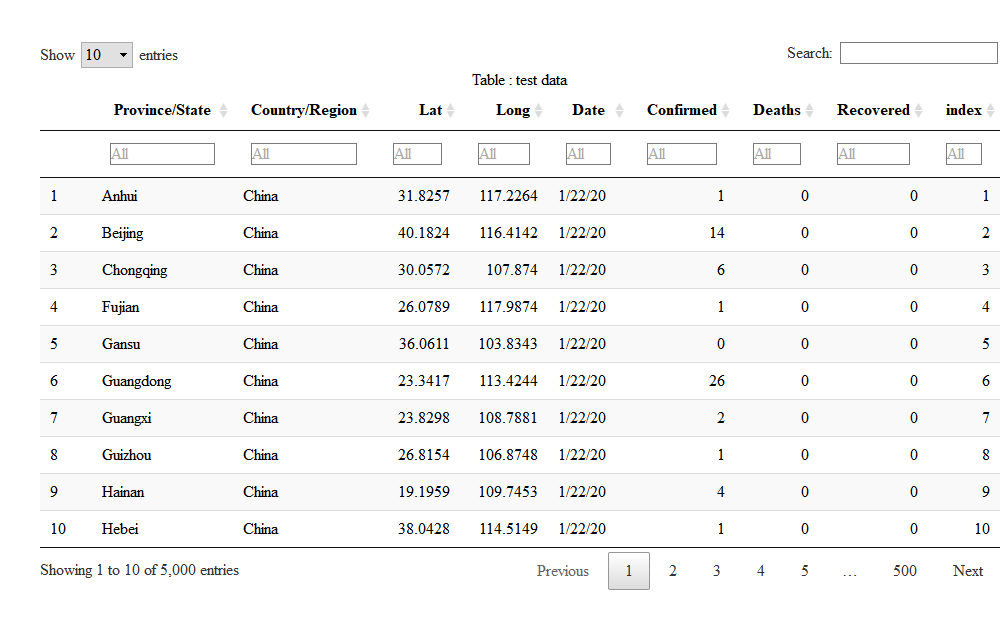 Show 10 entries Search:
Table : test data
Province/State Country/Region Lat Long Date Confirmed Deaths Recovered index
All All All All All All All All All
1 Anhui China 31.8257 117.2264 1/22/20 1 0 0 1
2 Beijing China 40.1824 116.4142 1/22/20 14 0 0 2
3 Chongqing China 30.0572 107.874 1/22/20 6 0 0 3
4 Fujian China 26.0789 117.9874 1/22/20 1 0 0 4
5 Gansu China 36.0611 103.8343 1/22/20 0 0 0 5
6 Guangdong China 23.3417 113.4244 1/22/20 26 0 0 6
7 Guangxi China 23.8298 108.7881 1/22/20 2 0 0 7
8 Guizhou China 26.8154 106.8748 1/22/20 1 0 0 8
9 Hainan China 19.1959 109.7453 1/22/20 4 0 0 9
10 Hebei China 38.0428 114.5149 1/22/20 1 0 0 10
Showing 1 to 10 of 5,000 entries Previous 1 2 3 4 5 … 500 Next